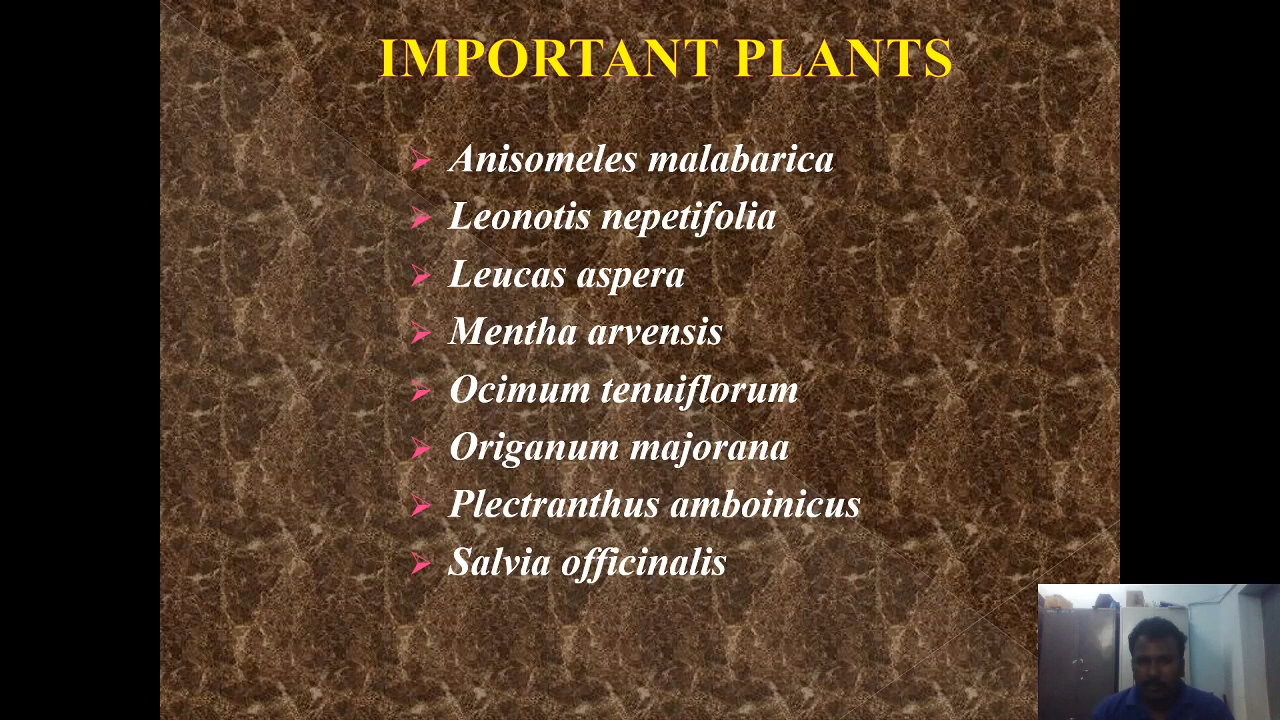 IMPORTANT PLANTS
Anisomeles malabarica
Leonotis nepetifolia
Leucas aspera
Mentha arvensis
Ocimum tenuiflorum
Origanum majorana
Plectranthus amboinicus
Salvia officinalis